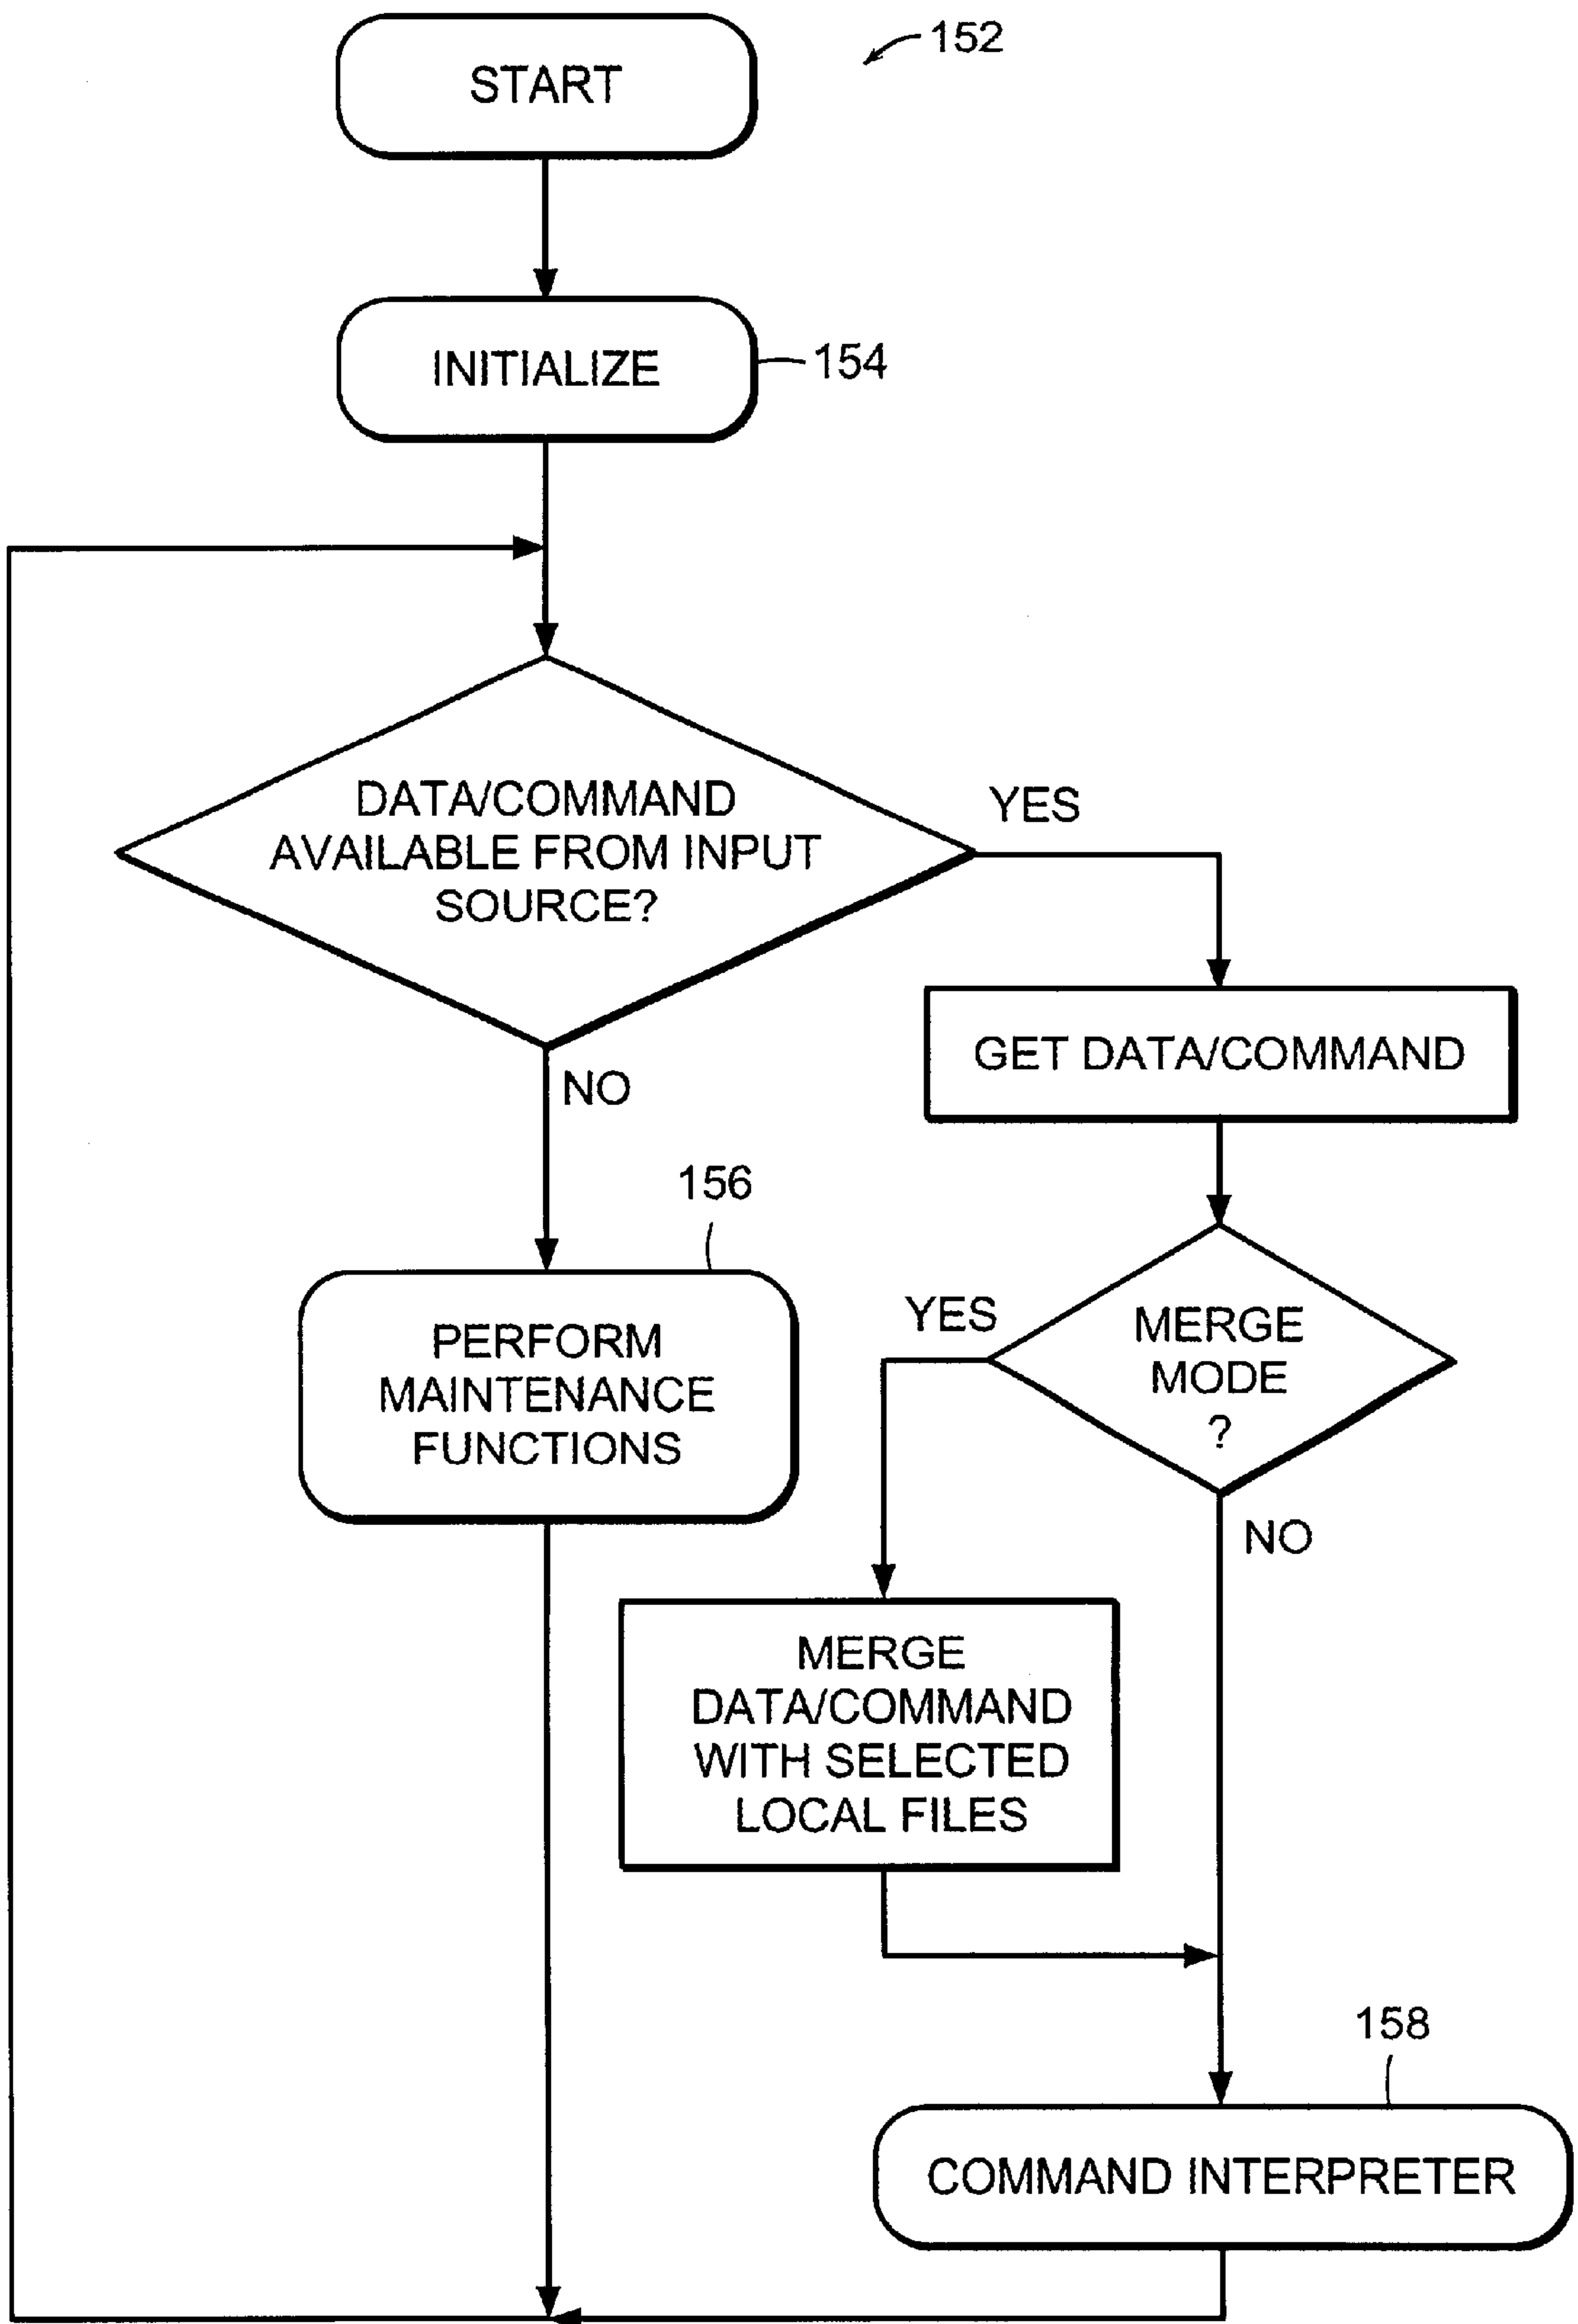 START
152
INITIALIZE
154
DATA/COMMAND
AVAILABLE FROM INPUT
SOURCE?
YES
GET DATA/COMMAND
NO
156
PERFORM
MAINTENANCE
FUNCTIONS
YES
MERGE
MODE
?
NO
MERGE
DATA/COMMAND
WITH SELECTED
LOCAL FILES
158
COMMAND INTERPRETER